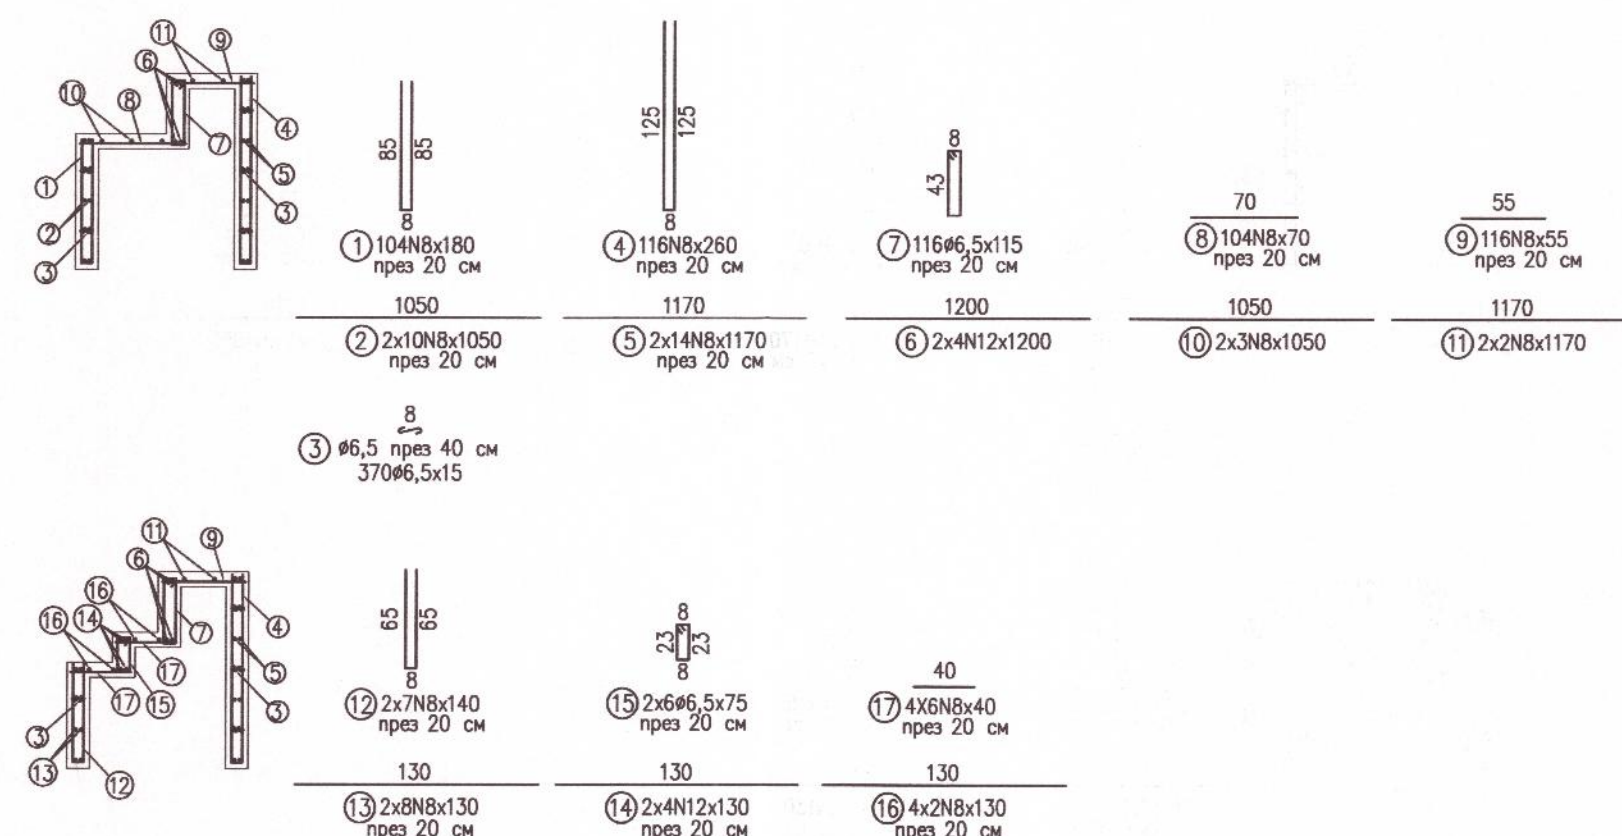 11 9
6
10 8
4
7
5
1
3
2
3
85 85
8
① 104N8x180
през 20 см
125 125
8
④ 116N8x260
през 20 см
8
43
⑦ 116ø6,5x115
през 20 см
70
⑧ 104N8x70
през 20 см
55
⑨ 116N8x55
през 20 см
1050
② 2x10N8x1050
през 20 см
1170
⑤ 2x14N8x1170
през 20 см
1200
⑥ 2x4N12x1200
1050
⑩ 2x3N8x1050
1170
⑪ 2x2N8x1170
8
③ ø6,5 през 40 см
370ø6,5x15
11 9
6
16
16 14
4
7
17
5
17 15
3
3
13
12
65 65
8
⑫ 2x7N8x140
през 20 см
8
23 23
8
⑮ 2x6ø6,5x75
през 20 см
40
⑰ 4X6N8x40
през 20 см
130
⑬ 2x8N8x130
през 20 см
130
⑭ 2x4N12x130
през 20 см
130
⑯ 4x2N8x130
през 20 см